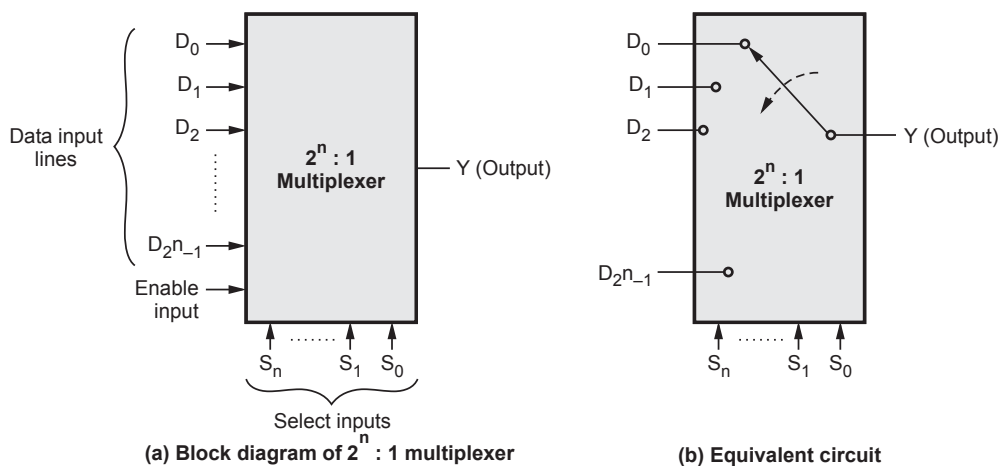 D₀
D₁
D₂
Data input
lines
2ⁿ : 1
Multiplexer
Y (Output)
D₂n₋₁
Enable
input
Sₙ ........ S₁ S₀
Select inputs
(a) Block diagram of 2ⁿ : 1 multiplexer
D₀
D₁
D₂
Y (Output)
2ⁿ : 1
Multiplexer
D₂n₋₁
Sₙ ........ S₁ S₀
(b) Equivalent circuit